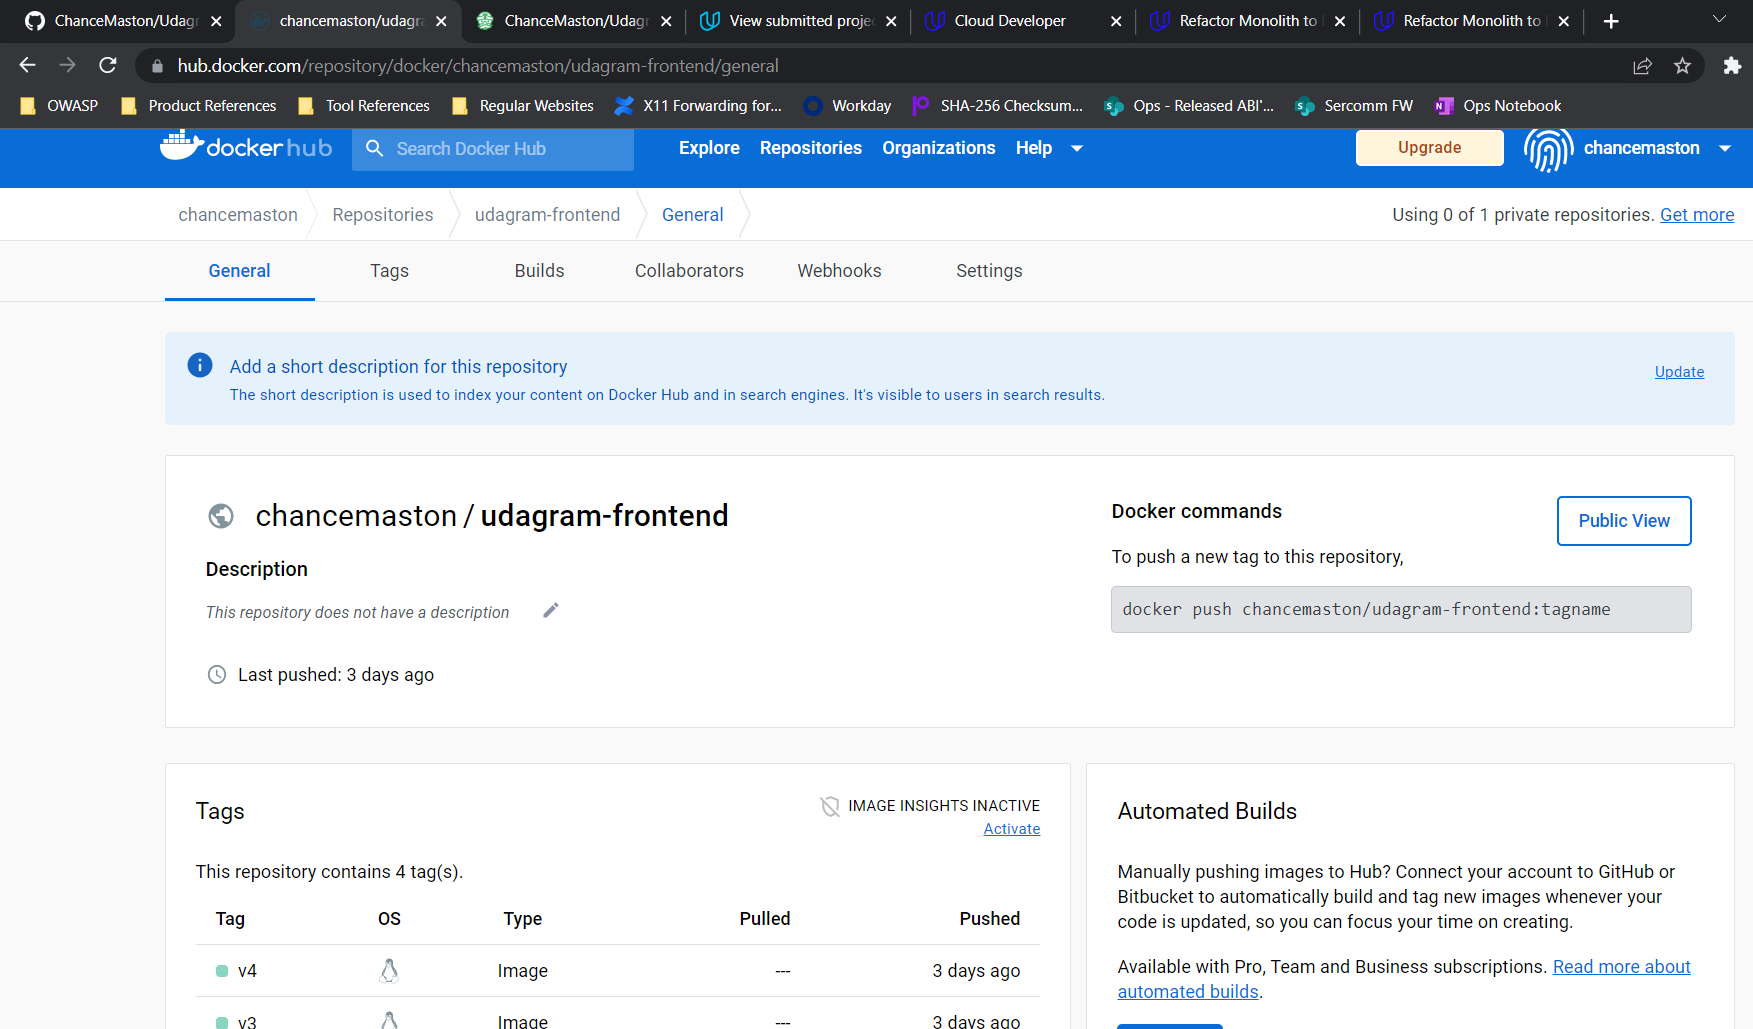 ChanceMaston/Udagr
chancemaston/udagra
ChanceMaston/Udagr
View submitted projec
Cloud Developer
Refactor Monolith to
Refactor Monolith to
hub.docker.com/repository/docker/chancemaston/udagram-frontend/general
OWASP
Product References
Tool References
Regular Websites
X11 Forwarding for...
Workday
SHA-256 Checksum...
Ops - Released ABI'...
Sercomm FW
Ops Notebook
docker hub
Search Docker Hub
Explore
Repositories
Organizations
Help
Upgrade
chancemaston
chancemaston
Repositories
udagram-frontend
General
Using 0 of 1 private repositories. Get more
General
Tags
Builds
Collaborators
Webhooks
Settings
Add a short description for this repository
Update
The short description is used to index your content on Docker Hub and in search engines. It's visible to users in search results.
chancemaston / udagram-frontend
Description
This repository does not have a description
Last pushed: 3 days ago
Docker commands
Public View
To push a new tag to this repository,
docker push chancemaston/udagram-frontend:tagname
Tags
IMAGE INSIGHTS INACTIVE
Activate
This repository contains 4 tag(s).
Tag OS Type Pulled Pushed
v4 Image --- 3 days ago
v3 Image --- 3 days ago
Automated Builds
Manually pushing images to Hub? Connect your account to GitHub or
Bitbucket to automatically build and tag new images whenever your
code is updated, so you can focus your time on creating.
Available with Pro, Team and Business subscriptions. Read more about
automated builds.